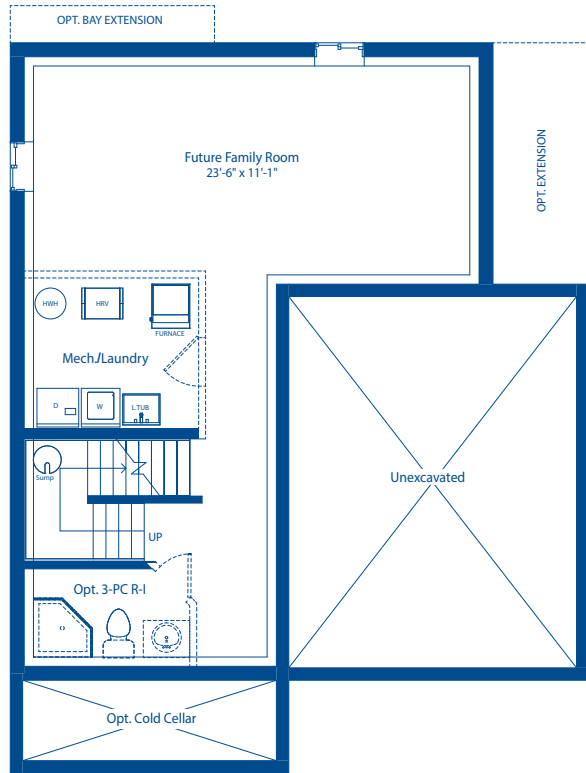 OPT. BAY EXTENSION
OPT. EXTENSION
Future Family Room
23'-6" x 11'-1"
HWH
HRV
FURNACE
Mech./Laundry
D
W
L.TUB
Sump
UP
Unexcavated
Opt. 3-PC R-I
Opt. Cold Cellar